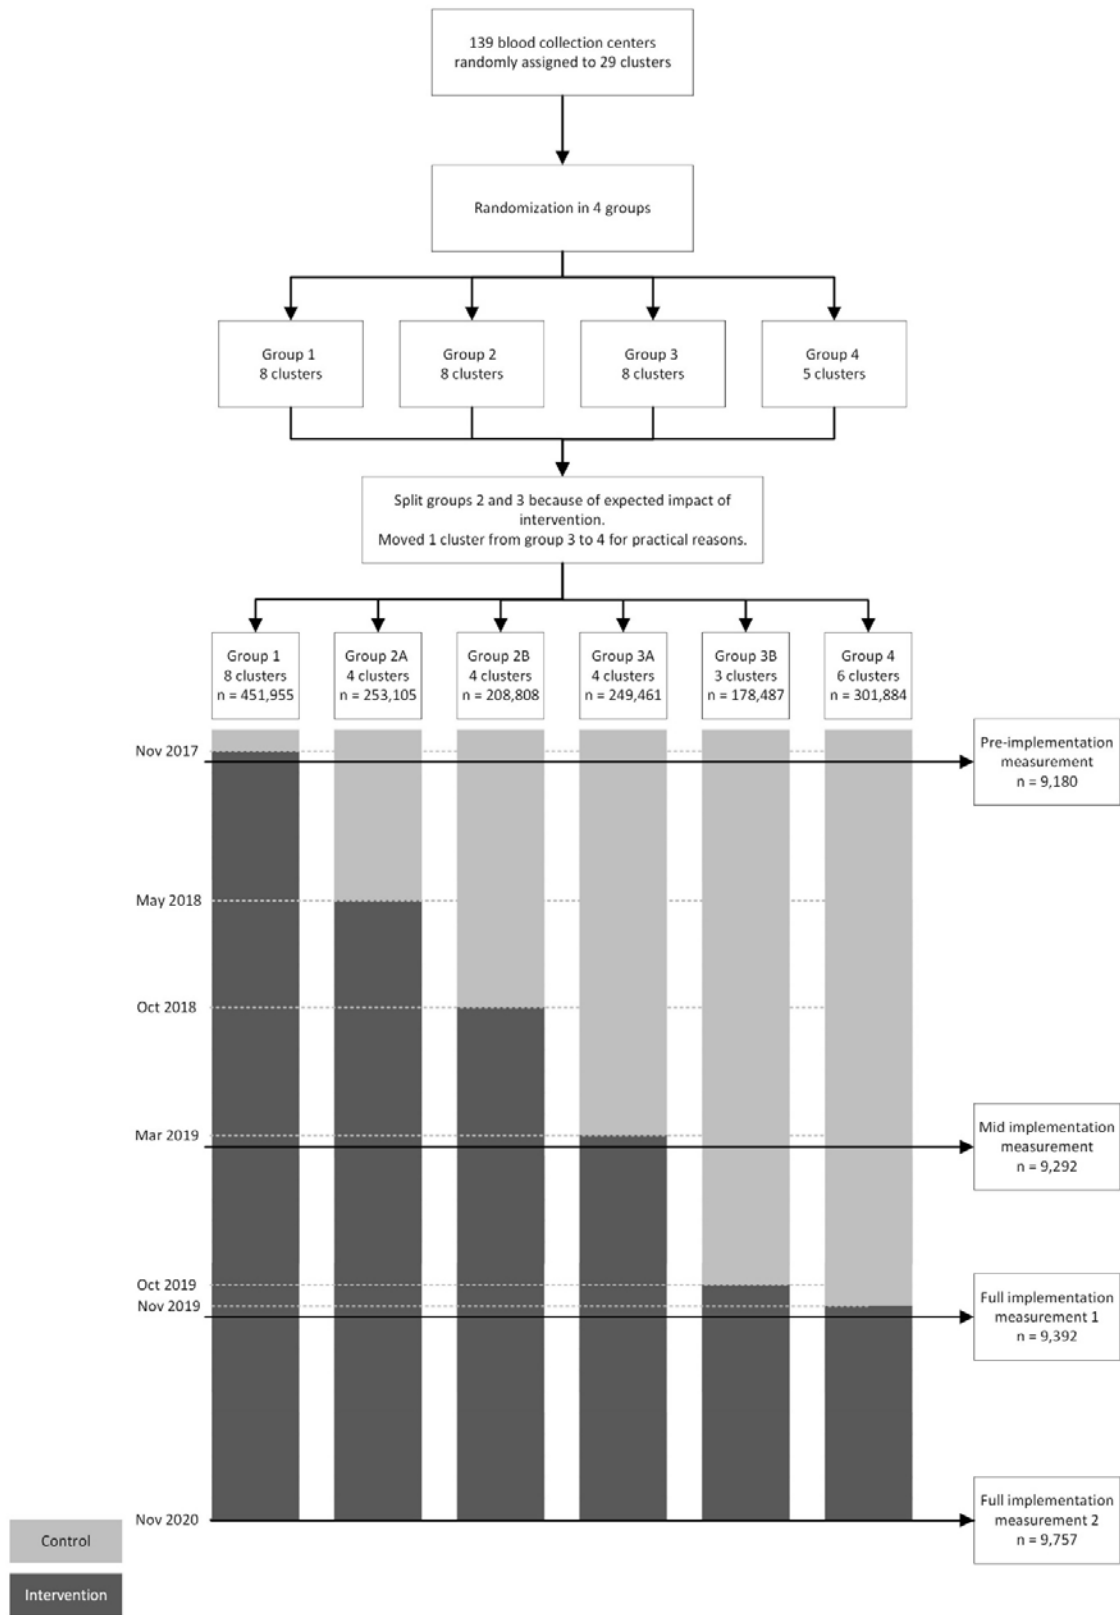 139 blood collection centers
randomly assigned to 29 clusters
Randomization in 4 groups
Group 1
8 clusters
Group 2
8 clusters
Group 3
8 clusters
Group 4
5 clusters
Split groups 2 and 3 because of expected impact of
intervention.
Moved 1 cluster from group 3 to 4 for practical reasons.
Group 1
8 clusters
n = 451,955
Group 2A
4 clusters
n = 253,105
Group 2B
4 clusters
n = 208,808
Group 3A
4 clusters
n = 249,461
Group 3B
3 clusters
n = 178,487
Group 4
6 clusters
n = 301,884
Nov 2017
Pre-implementation
measurement
n = 9,180
May 2018
Oct 2018
Mar 2019
Mid implementation
measurement
n = 9,292
Oct 2019
Nov 2019
Full implementation
measurement 1
n = 9,392
Nov 2020
Full implementation
measurement 2
n = 9,757
Control
Intervention